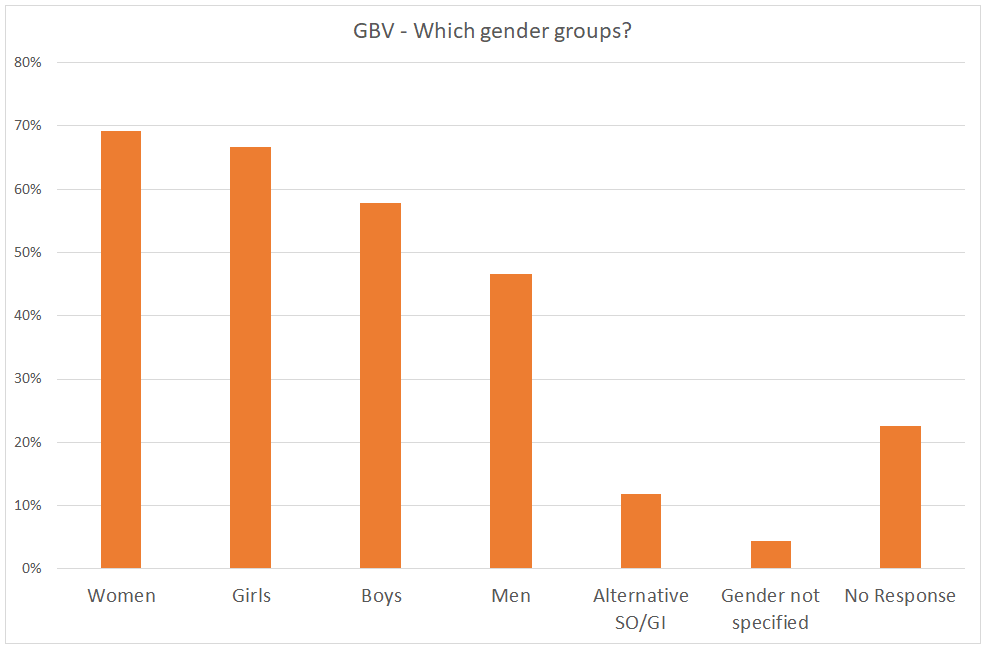 GBV - Which gender groups?
80%
70%
60%
50%
40%
30%
20%
10%
0%
Women
Girls
Boys
Men
Alternative
SO/GI
Gender not
specified
No Response